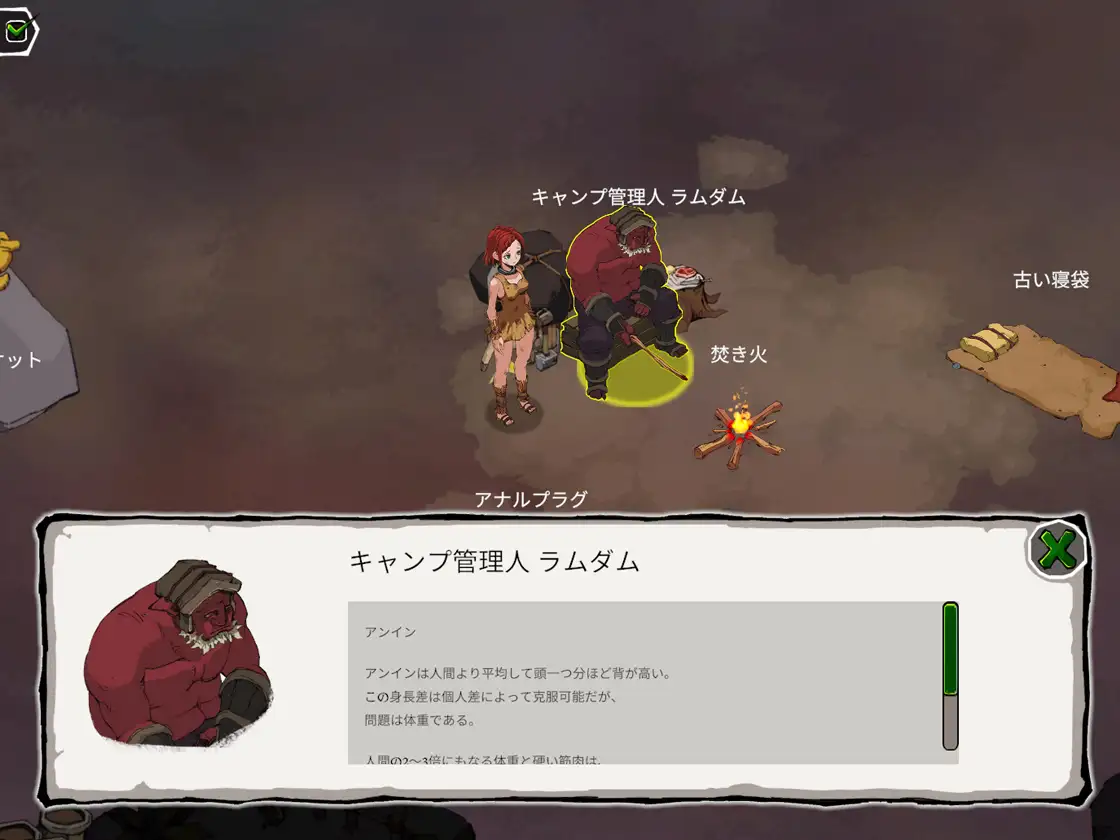 キャンプ管理人 ラムダム
古い寝袋
ット
焚き火
アナルプラグ
キャンプ管理人 ラムダム
アンイン
アンインは人間より平均して頭一つ分ほど背が高い。
この身長差は個人差によって克服可能だが、
問題は体重である。
人間の2〜3倍にもなる体重と硬い筋肉は、